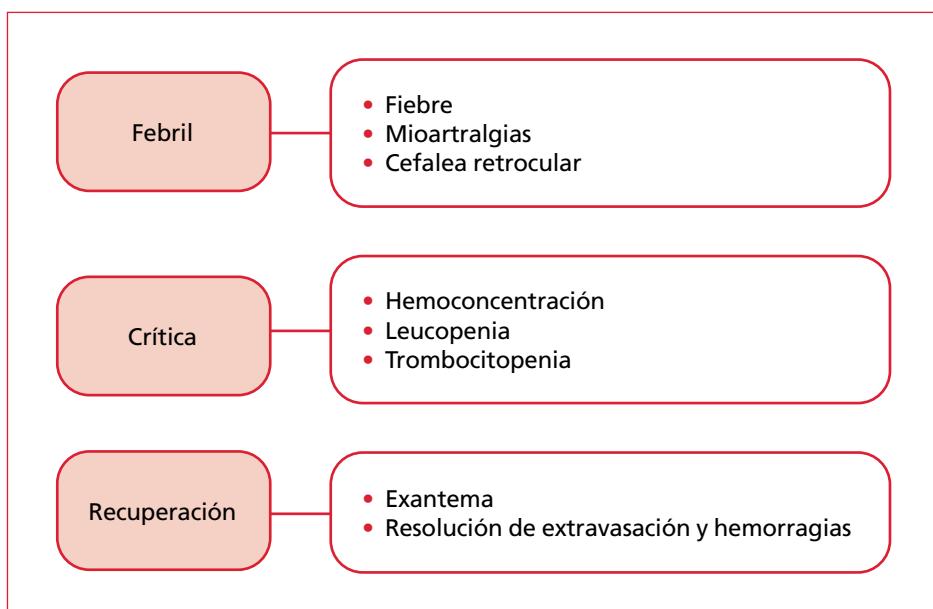 Febril
• Fiebre
• Mioartralgias
• Cefalea retrocular
Crítica
• Hemoconcentración
• Leucopenia
• Trombocitopenia
Recuperación
• Exantema
• Resolución de extravasación y hemorragias